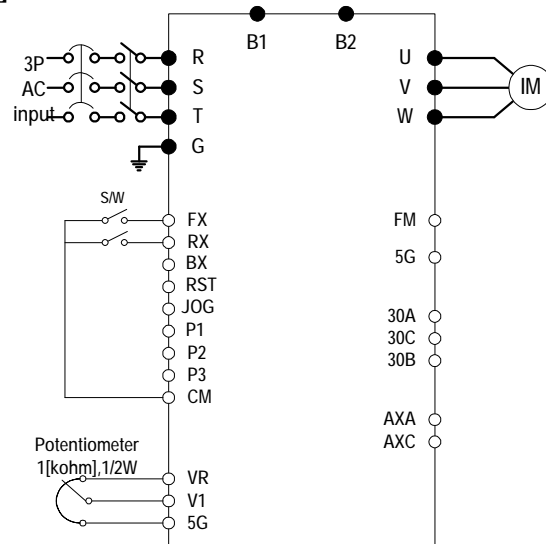 B1
B2
3P
AC
input
R
S
T
G
U
V
W
IM
S/W
FX
RX
BX
RST
JOG
P1
P2
P3
CM
FM
5G
30A
30C
30B
AXA
AXC
Potentiometer
1[kohm],1/2W
VR
V1
5G